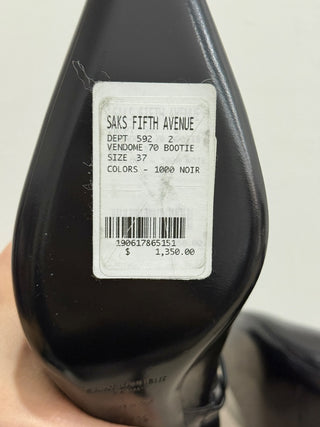 SAKS FIFTH AVENUE
DEPT 592 2
VENDOME 70 BOOTIE
SIZE 37
COLORS - 1000 NOIR
190617865151
$ 1,350.00